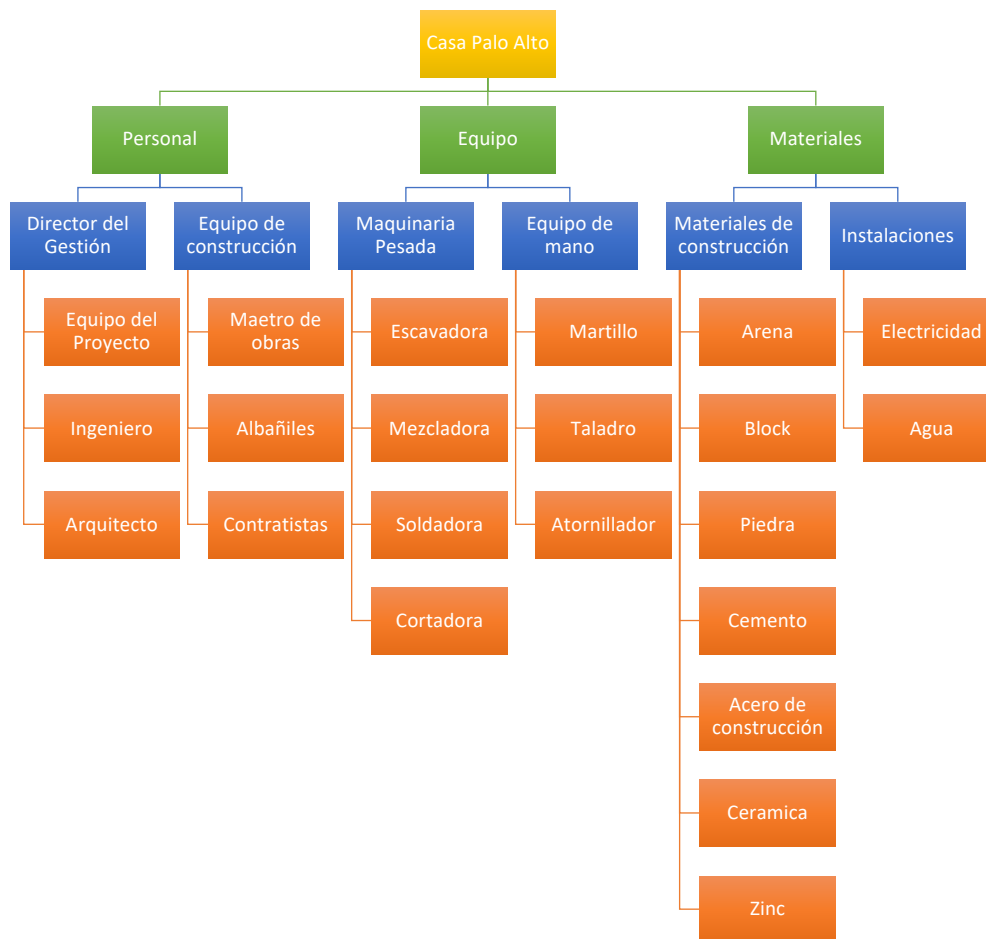 Casa Palo Alto
Personal
Equipo
Materiales
Director del
Gestión
Equipo de
construcción
Maquinaria
Pesada
Equipo de
mano
Materiales de
construcción
Instalaciones
Equipo del
Proyecto
Ingeniero
Arquitecto
Maetro de
obras
Albañiles
Contratistas
Escavadora
Mezcladora
Soldadora
Cortadora
Martillo
Taladro
Atornillador
Arena
Block
Piedra
Cemento
Acero de
construcción
Ceramica
Zinc
Electricidad
Agua